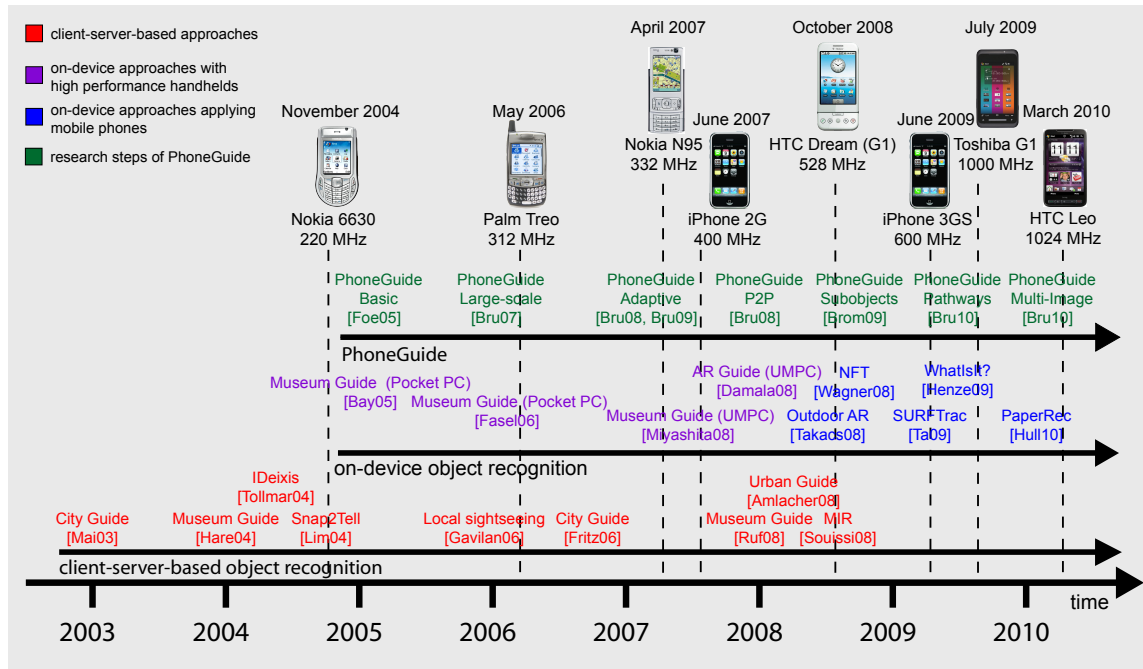 client-server-based approaches
on-device approaches with
high performance handhelds
on-device approaches applying
mobile phones
research steps of PhoneGuide
November 2004
Nokia 6630
220 MHz
May 2006
Palm Treo
312 MHz
April 2007
Nokia N95
332 MHz
June 2007
iPhone 2G
400 MHz
October 2008
HTC Dream (G1)
528 MHz
June 2009
iPhone 3GS
600 MHz
July 2009
Toshiba G1
1000 MHz
March 2010
HTC Leo
1024 MHz
PhoneGuide
Basic
[Foe05]
PhoneGuide
Large-scale
[Bru07]
PhoneGuide
Adaptive
[Bru08, Bru09]
PhoneGuide
P2P
[Bru08]
PhoneGuide
Subobjects
[Brom09]
PhoneGuide
Pathways
[Bru10]
PhoneGuide
Multi-Image
[Bru10]
PhoneGuide
Museum Guide (Pocket PC)
[Bay05]
Museum Guide (Pocket PC)
[Fasel06]
AR Guide (UMPC)
[Damala08]
Museum Guide (UMPC)
[Miyashita08]
NFT
[Wagner08]
Outdoor AR
[Takacs08]
WhatIsIt?
[Henze09]
SURFTrac
[Ta09]
PaperRec
[Hull10]
on-device object recognition
IDeixis
[Tollmar04]
Urban Guide
[Amlacher08]
City Guide
[Mai03]
Museum Guide
[Hare04]
Snap2Tell
[Lim04]
Local sightseeing
[Gavilan06]
City Guide
[Fritz06]
Museum Guide
[Ruf08]
MIR
[Souissi08]
client-server-based object recognition
time
2003
2004
2005
2006
2007
2008
2009
2010